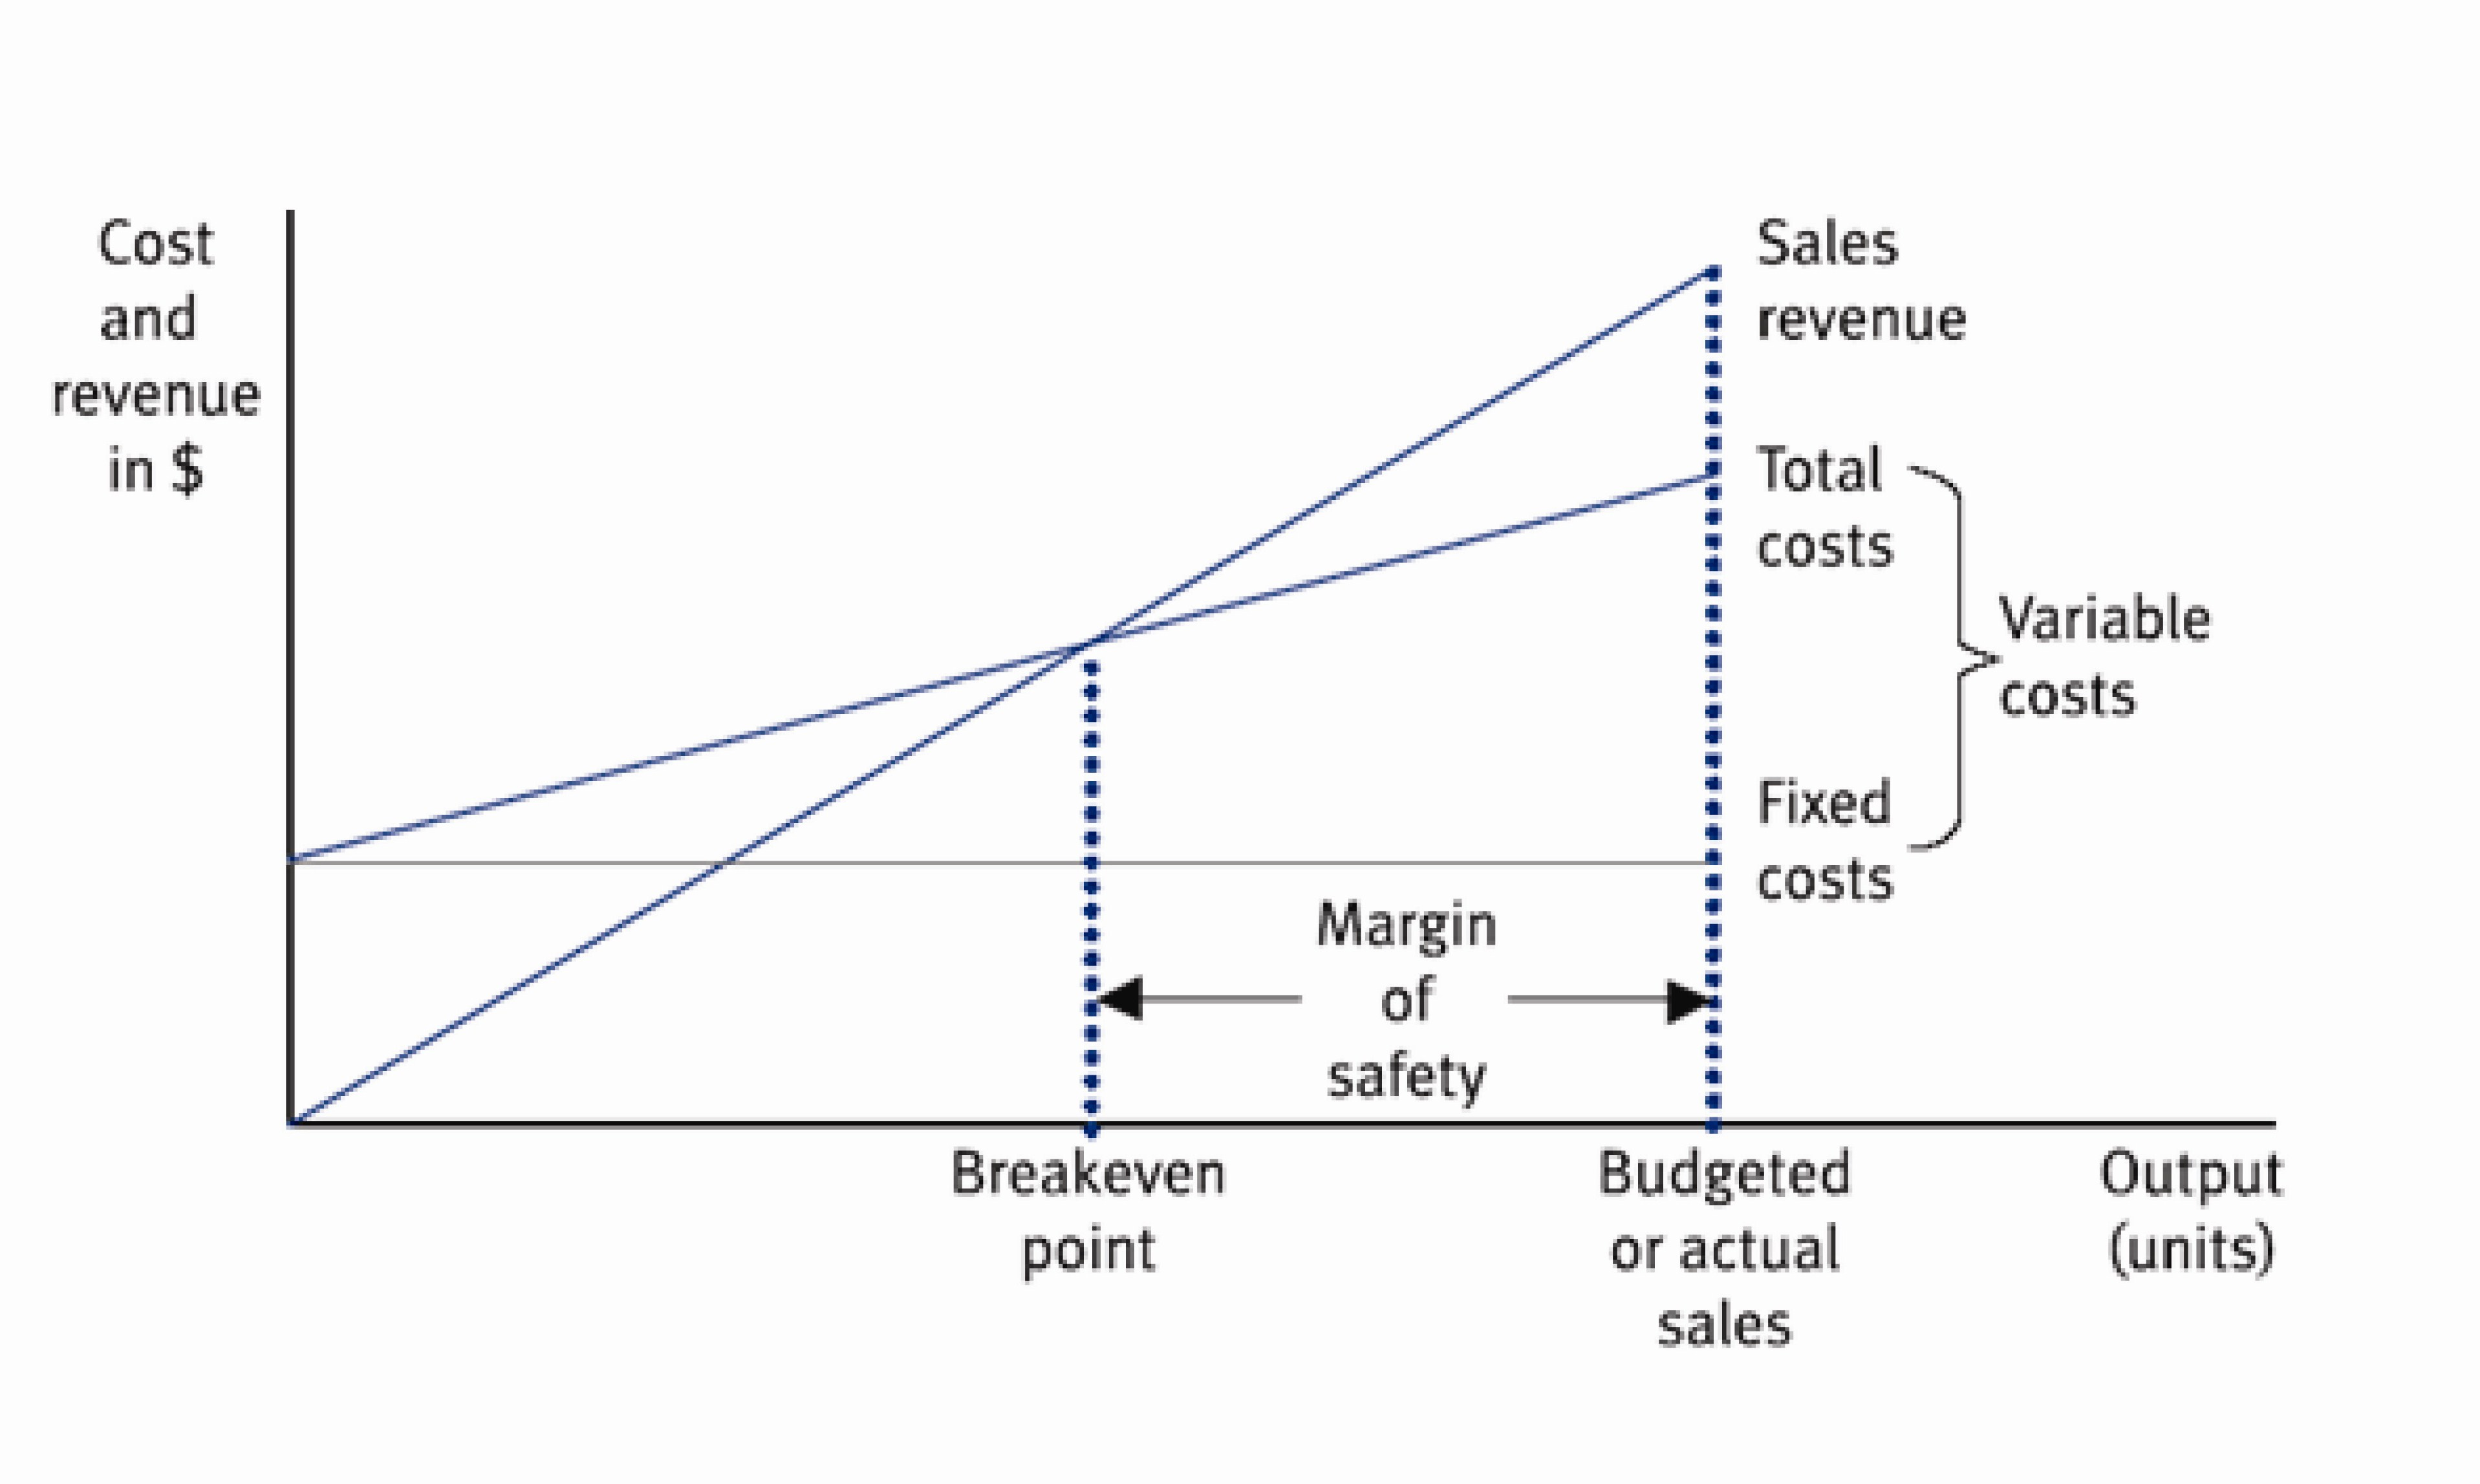 Cost
and
revenue
in $
Sales
revenue
Total
costs
Variable
costs
Fixed
costs
Margin
of
safety
Breakeven
point
Budgeted
or actual
sales
Output
(units)